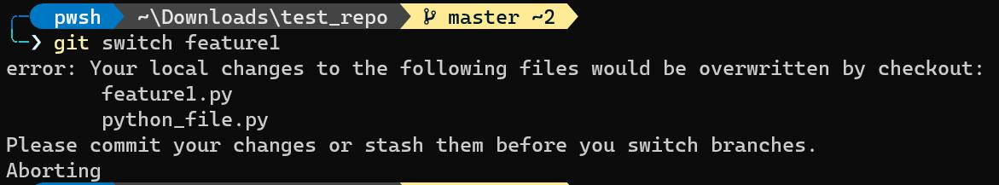 pwsh ~\Downloads\test_repo master ~2
❯ git switch feature1
error: Your local changes to the following files would be overwritten by checkout:
feature1.py
python_file.py
Please commit your changes or stash them before you switch branches.
Aborting